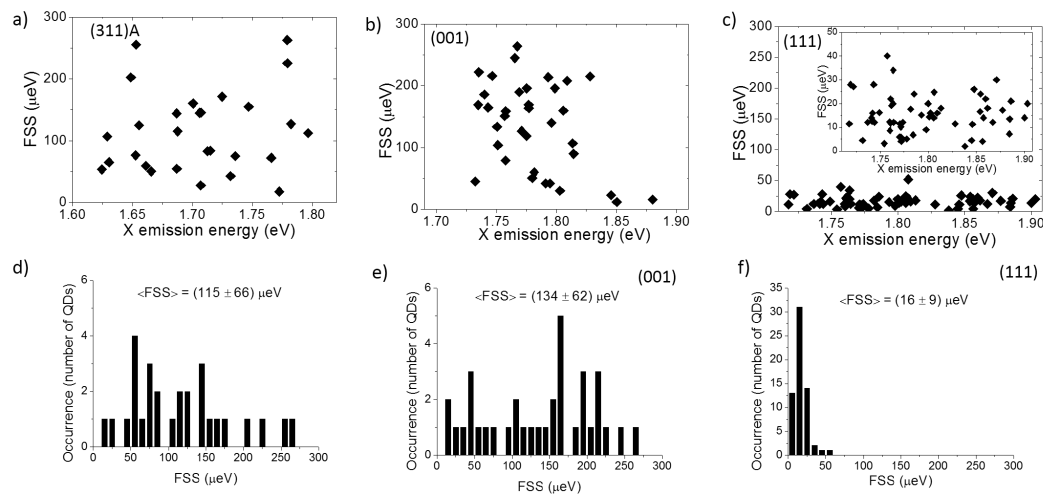 a)
(311)A
300
200
100
0
FSS (μeV)
1.60 1.65 1.70 1.75 1.80
X emission energy (eV)
b)
(001)
300
250
200
150
100
50
0
FSS (μeV)
1.70 1.75 1.80 1.85 1.90
X emission energy (eV)
c)
(111)
300
250
200
150
100
50
0
FSS (μeV)
50
40
30
20
10
0
FSS (μeV)
1.75 1.80 1.85 1.90
X emission energy (eV)
1.75 1.80 1.85 1.90
X emission energy (eV)
d)
<FSS> = (115 ± 66) μeV
6
4
2
0
Occurrence (number of QDs)
0 50 100 150 200 250 300
FSS (μeV)
e)
(001)
<FSS> = (134 ± 62) μeV
6
4
2
0
Occurrence (number of QDs)
0 50 100 150 200 250 300
FSS (μeV)
f)
(111)
<FSS> = (16 ± 9) μeV
35
30
25
20
15
10
5
0
Occurrence (number of QDs)
0 50 100 150 200 250 300
FSS (μeV)